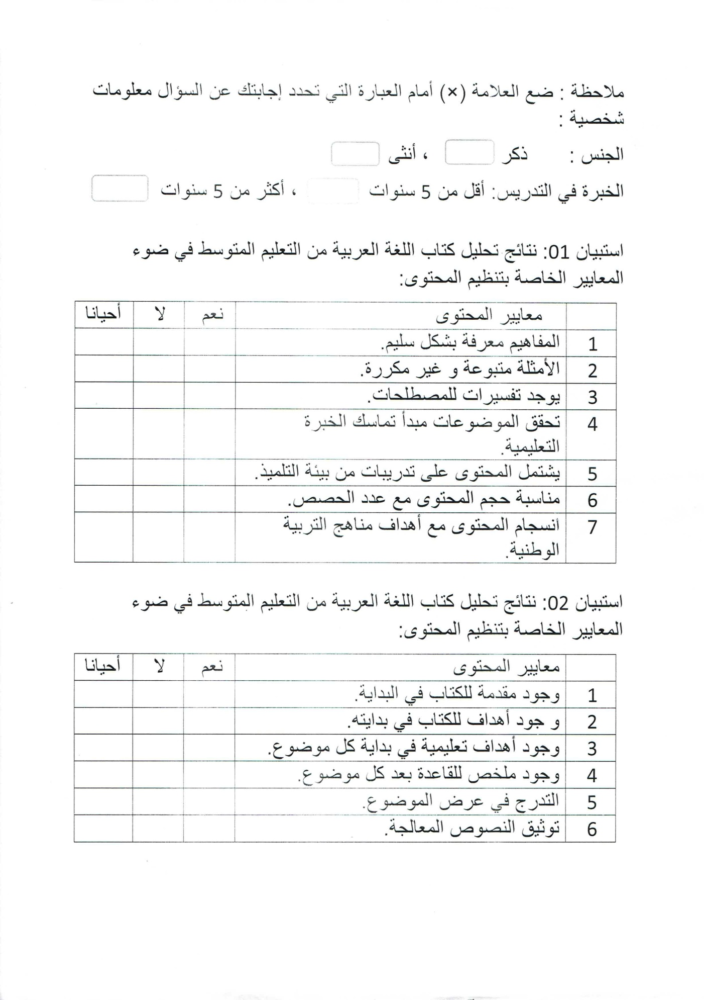 ملاحظة : ضع العلامة (×) أمام العبارة التي تحدد إجابتك عن السؤال معلومات
شخصية :
الجنس : ذكر ، أنثى
الخبرة في التدريس: أقل من 5 سنوات ، أكثر من 5 سنوات
استبيان 01: نتائج تحليل كتاب اللغة العربية من التعليم المتوسط في ضوء
المعايير الخاصة بتنظيم المحتوى:
معايير المحتوى نعم لا أحيانا
1 المفاهيم معرفة بشكل سليم.
2 الأمثلة متبوعة و غير مكررة.
3 يوجد تفسيرات للمصطلحات.
4 تحقق الموضوعات مبدأ تماسك الخبرة
التعليمية.
5 يشتمل المحتوى على تدريبات من بيئة التلميذ.
6 مناسبة حجم المحتوى مع عدد الحصص.
7 انسجام المحتوى مع أهداف مناهج التربية
الوطنية.
استبيان 02: نتائج تحليل كتاب اللغة العربية من التعليم المتوسط في ضوء
المعايير الخاصة بتنظيم المحتوى:
معايير المحتوى نعم لا أحيانا
1 وجود مقدمة للكتاب في البداية.
2 و جود أهداف للكتاب في بدايته.
3 وجود أهداف تعليمية في بداية كل موضوع.
4 وجود ملخص للقاعدة بعد كل موضوع.
5 التدرج في عرض الموضوع.
6 توثيق النصوص المعالجة.